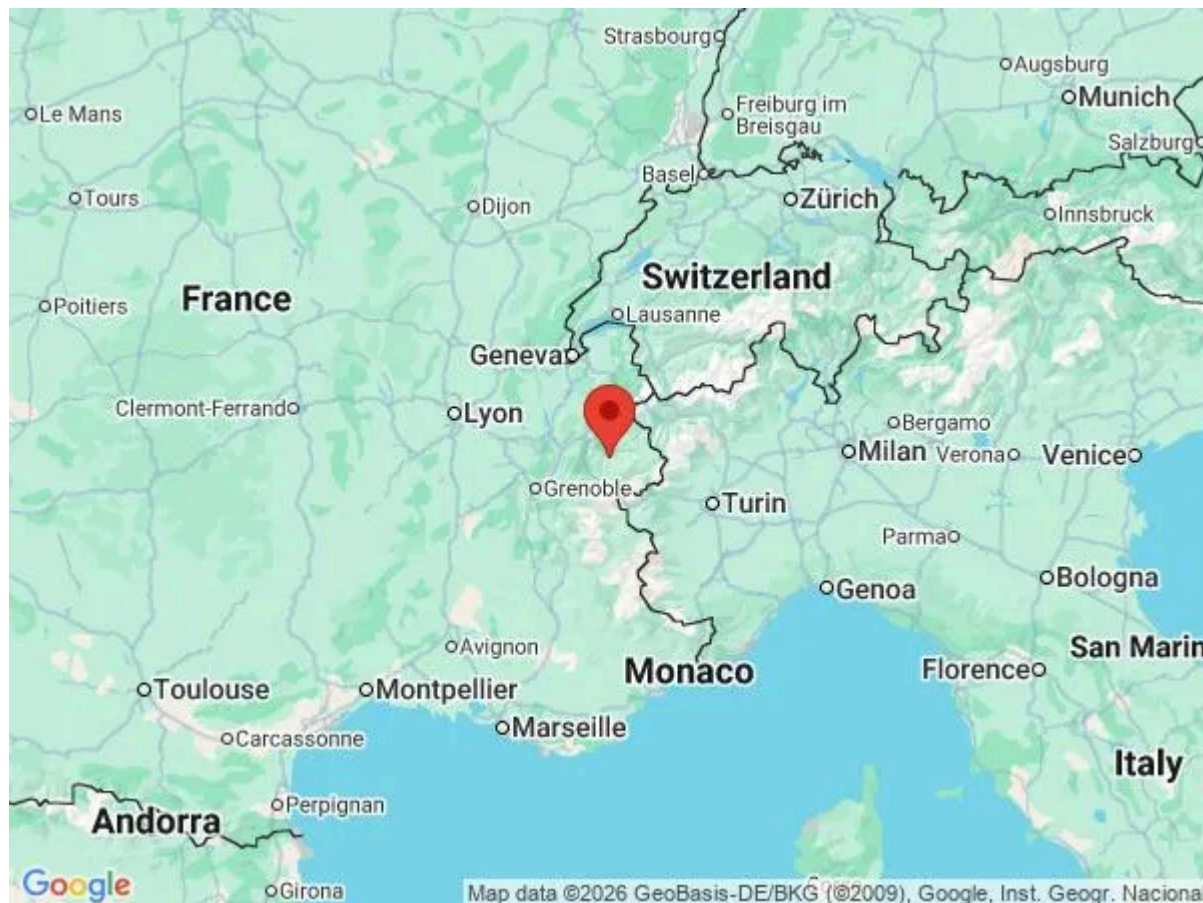 Strasbourg
Augsburg
Munich
Le Mans
Freiburg im
Breisgau
Salzburg
Basel
Tours
Dijon
Zürich
Innsbruck
France
Switzerland
Poitiers
Lausanne
Geneva
Clermont-Ferrand
Lyon
Bergamo
Milan
Verona
Venice
Grenoble
Turin
Parma
Genoa
Bologna
Avignon
San Marin
Monaco
Florence
Toulouse
Montpellier
Marseille
Carcassonne
Italy
Perpignan
Andorra
Google
Girona
Map data ©2026 GeoBasis-DE/BKG (©2009), Google, Inst. Geogr. Nacional